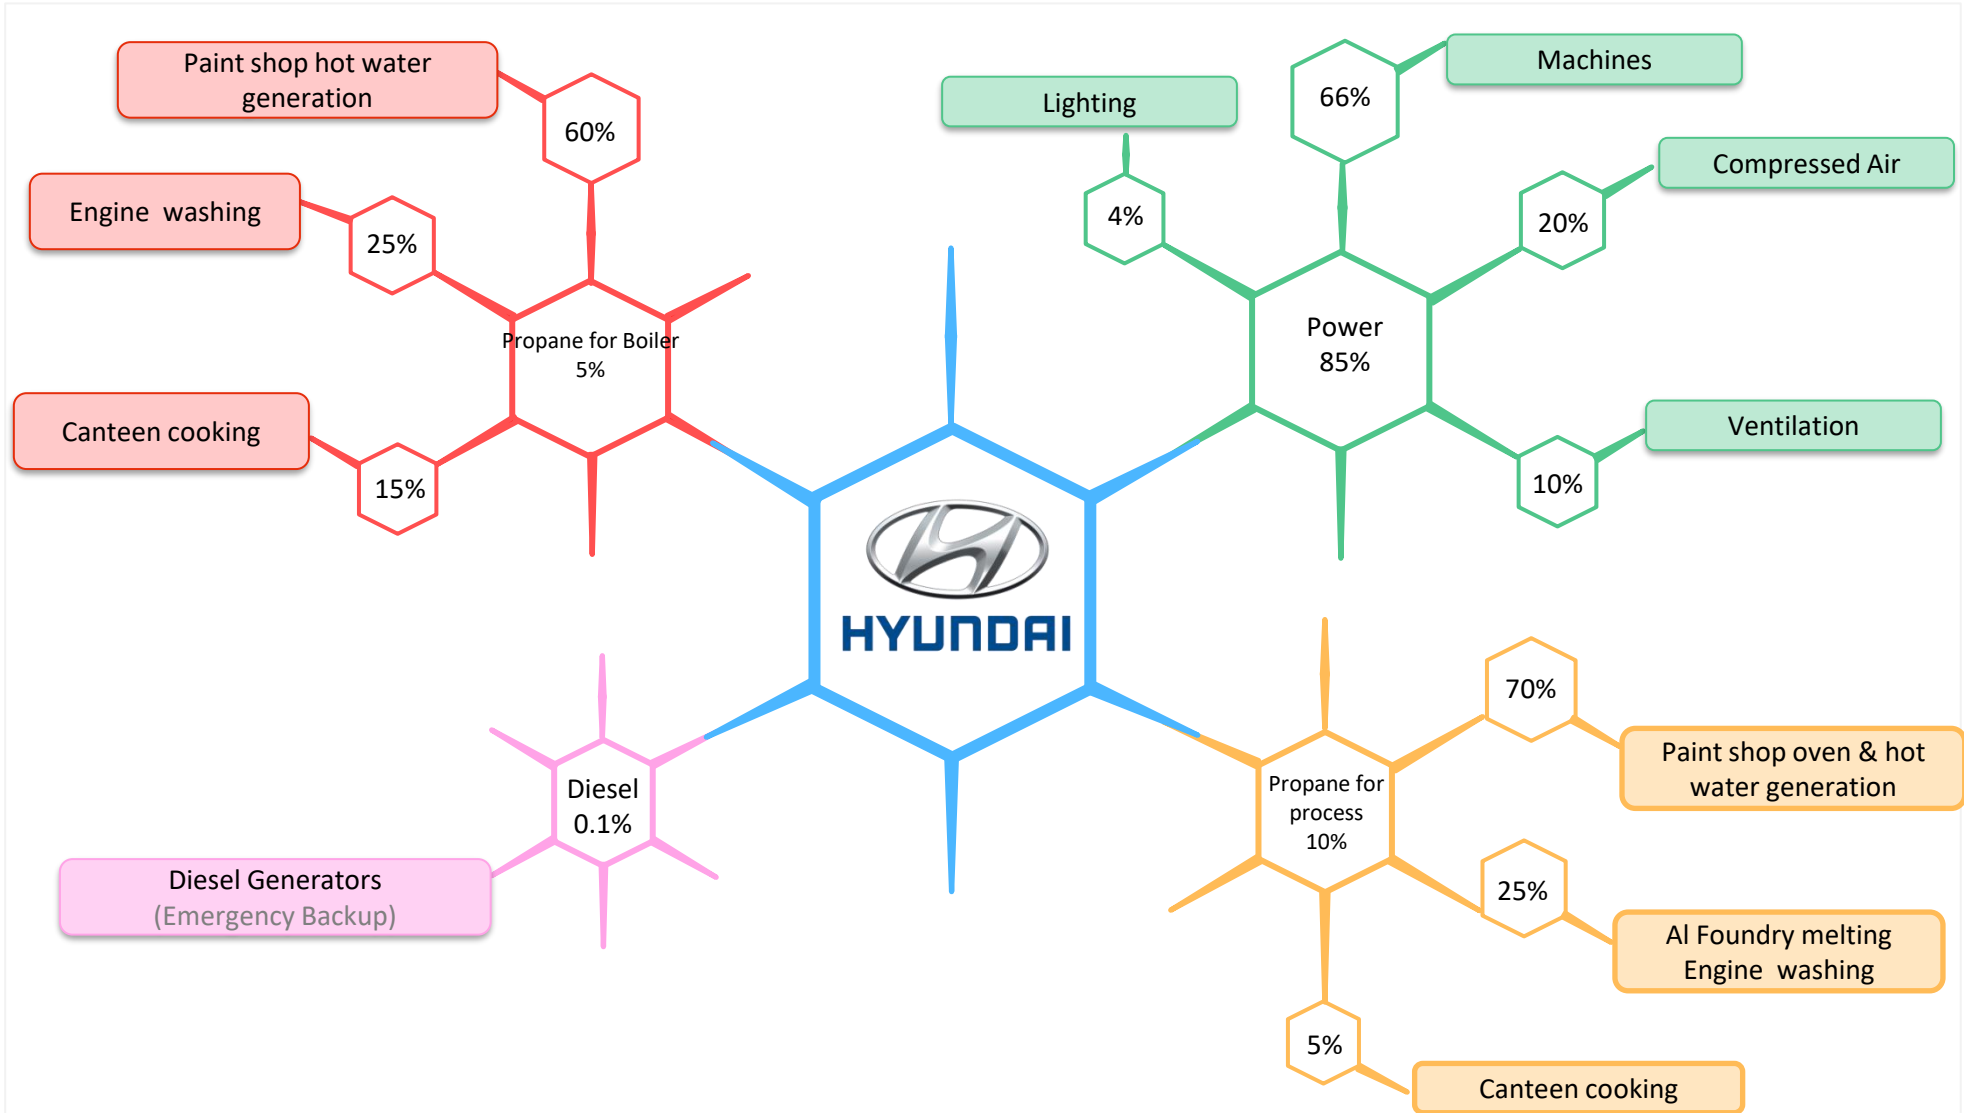 Paint shop hot water
generation
60%
Engine washing
25%
Propane for Boiler
5%
Canteen cooking
15%
Lighting
4%
Machines
66%
Compressed Air
20%
Power
85%
Ventilation
10%
HYUNDAI
Diesel
0.1%
Diesel Generators
(Emergency Backup)
Propane for
process
10%
70%
Paint shop oven & hot
water generation
25%
Al Foundry melting
Engine washing
5%
Canteen cooking